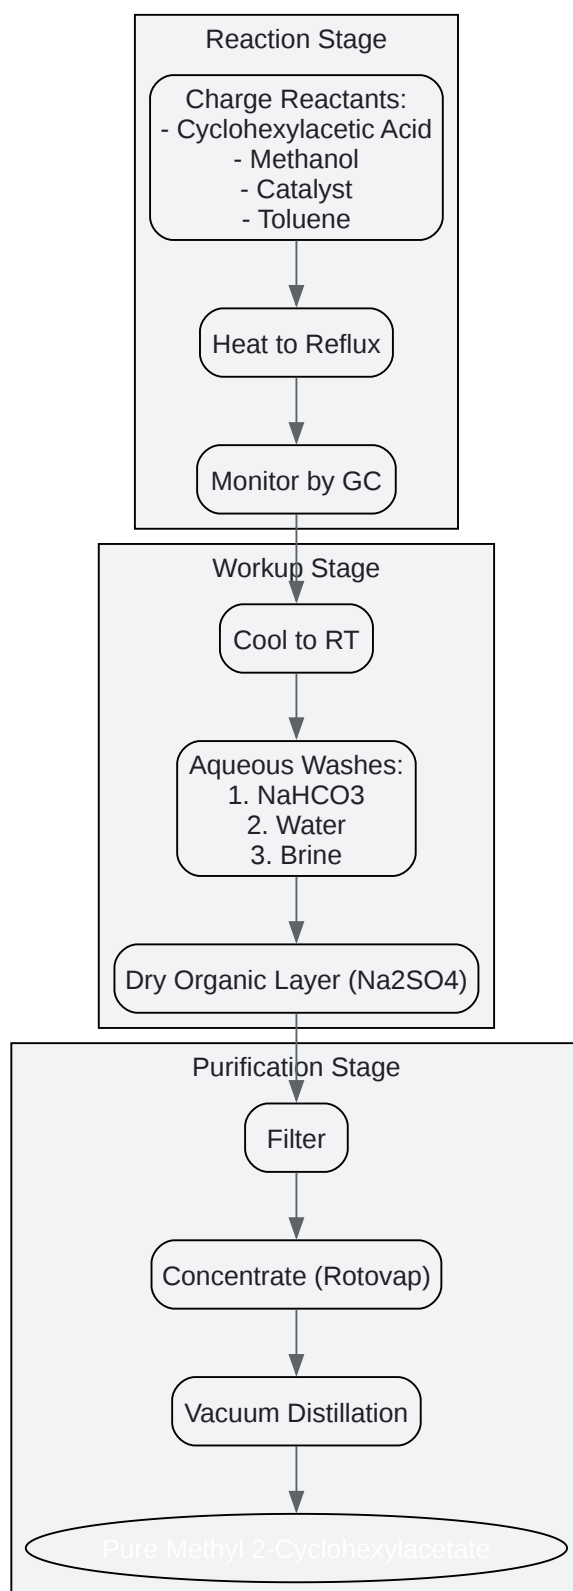 Reaction Stage
Charge Reactants:
- Cyclohexylacetic Acid
- Methanol
- Catalyst
- Toluene
Heat to Reflux
Monitor by GC
Workup Stage
Cool to RT
Aqueous Washes:
1. NaHCO3
2. Water
3. Brine
Dry Organic Layer (Na2SO4)
Purification Stage
Filter
Concentrate (Rotovap)
Vacuum Distillation
Pure Methyl 2-Cyclohexylacetate